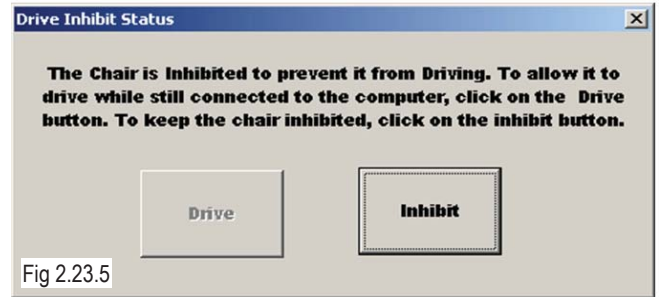 Drive Inhibit Status
The Chair is Inhibited to prevent it from Driving. To allow it to
drive while still connected to the computer, click on the  Drive
button. To keep the chair inhibited, click on the inhibit button.
Drive
Inhibit
Fig 2.23.5